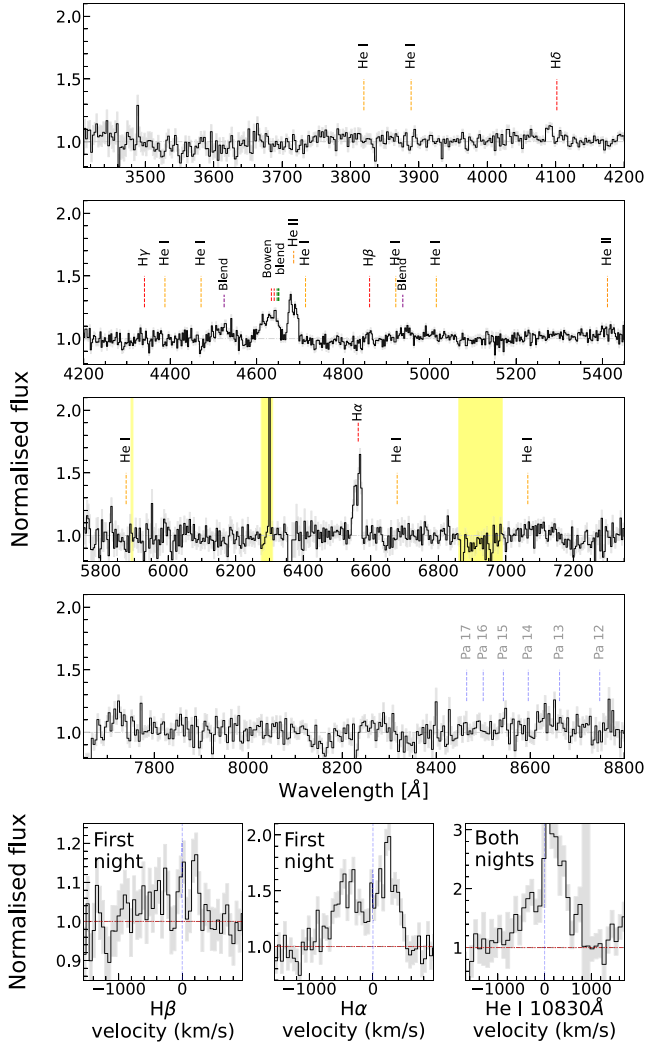 Normalised flux
2.0
1.5
1.0
He I
He I
Hδ
3500
3600
3700
3800
3900
4000
4100
4200
2.0
1.5
1.0
Hγ
He I
He I
Blend
Bowen
blend
He II
He I
Hβ
He I
Blend
He I
He II
4200
4400
4600
4800
5000
5200
5400
2.0
1.5
1.0
He I
Hα
He I
He I
5800
6000
6200
6400
6600
6800
7000
7200
2.0
1.5
1.0
Pa 17
Pa 16
Pa 15
Pa 14
Pa 13
Pa 12
7800
8000
8200
8400
8600
8800
Wavelength [Å]
Normalised flux
1.2
1.1
1.0
0.9
First
night
−1000
0
Hβ
velocity (km/s)
2.0
1.5
1.0
First
night
−1000
0
Hα
velocity (km/s)
3
2
1
Both
nights
−1000
0
1000
He I 10830Å
velocity (km/s)